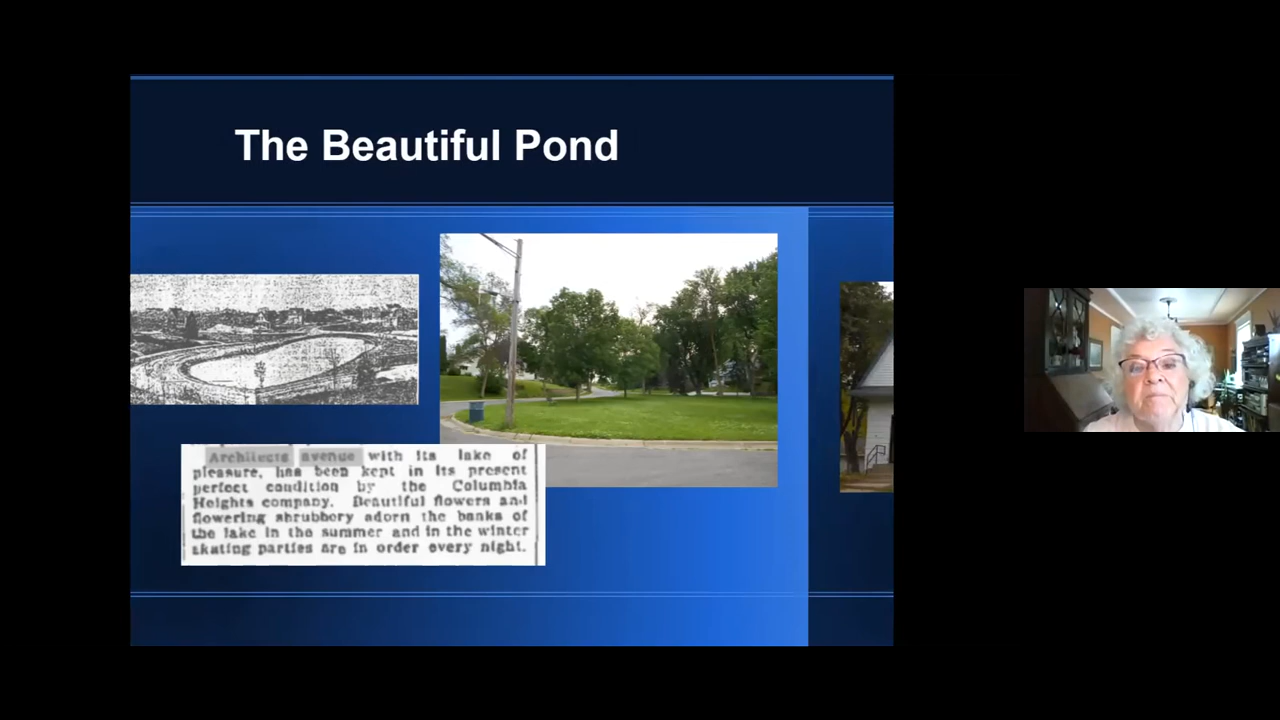 The Beautiful Pond
Architects avenue with its lake of
pleasure, has been kept in its present
perfect condition by the Columbia
Heights company. Beautiful flowers and
flowering shrubbery adorn the banks of
the lake in the summer and in the winter
skating parties are in order every night.